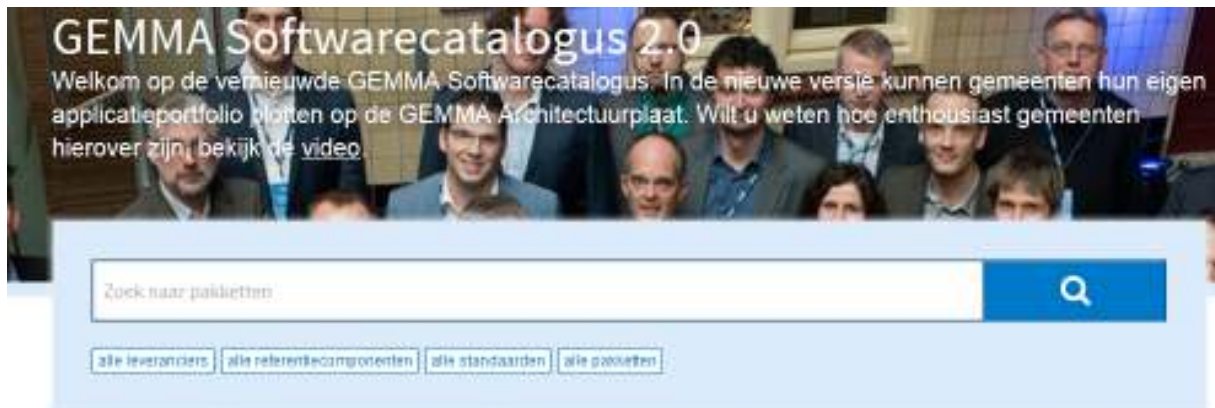 GEMMA Softwarecatalogus 2.0
Welkom op de vernieuwde GEMMA Softwarecatalogus. In de nieuwe versie kunnen gemeenten hun eigen
applicatieportfolio plotten op de GEMMA Architectuurplaat. Wilt u weten hoe enthousiast gemeenten
hierover zijn, bekijk de video.
Zoek naar pakketten
alle leveranciers alle referentiecomponenten alle standaarden alle pakketten